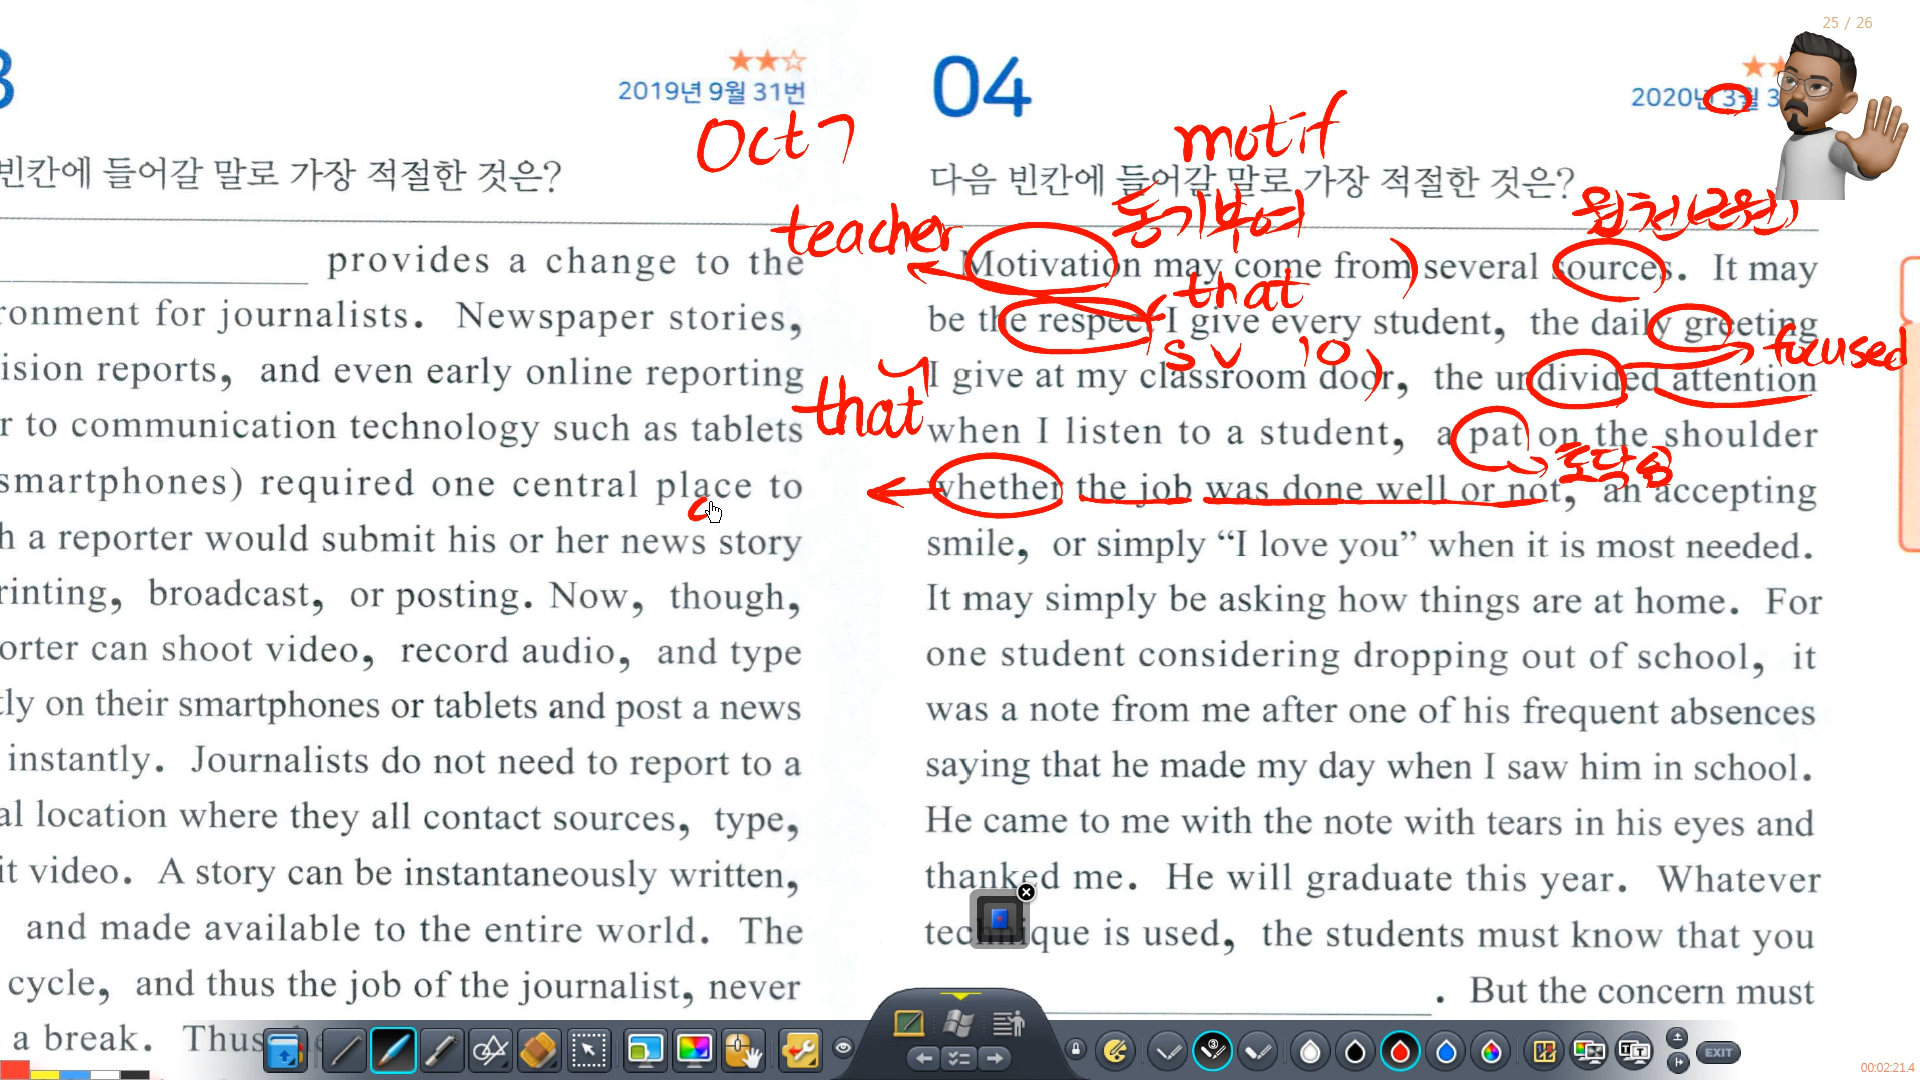 25 / 26
2019년 9월 31번
Oct 7
빈칸에 들어갈 말로 가장 적절한 것은?
provides a change to the
ronment for journalists. Newspaper stories,
ision reports, and even early online reporting
r to communication technology such as tablets
smartphones) required one central place to
h a reporter would submit his or her news story
rinting, broadcast, or posting. Now, though,
orter can shoot video, record audio, and type
tly on their smartphones or tablets and post a news
instantly. Journalists do not need to report to a
al location where they all contact sources, type,
it video. A story can be instantaneously written,
and made available to the entire world. The
cycle, and thus the job of the journalist, never
a break. Thus
04
2020년 3월 3
motif
다음 빈칸에 들어갈 말로 가장 적절한 것은?
teacher 동기부여 원천(근원)
Motivation may come from) several sources. It may
that
be the respect I give every student, the daily greeting
S V IO ) focused
I give at my classroom door, the undivided attention
that
when I listen to a student, a pat on the shoulder
토닥임
whether the job was done well or not, an accepting
smile, or simply “I love you” when it is most needed.
It may simply be asking how things are at home. For
one student considering dropping out of school, it
was a note from me after one of his frequent absences
saying that he made my day when I saw him in school.
He came to me with the note with tears in his eyes and
thanked me. He will graduate this year. Whatever
technique is used, the students must know that you
. But the concern must
EXIT
00:02:21.4